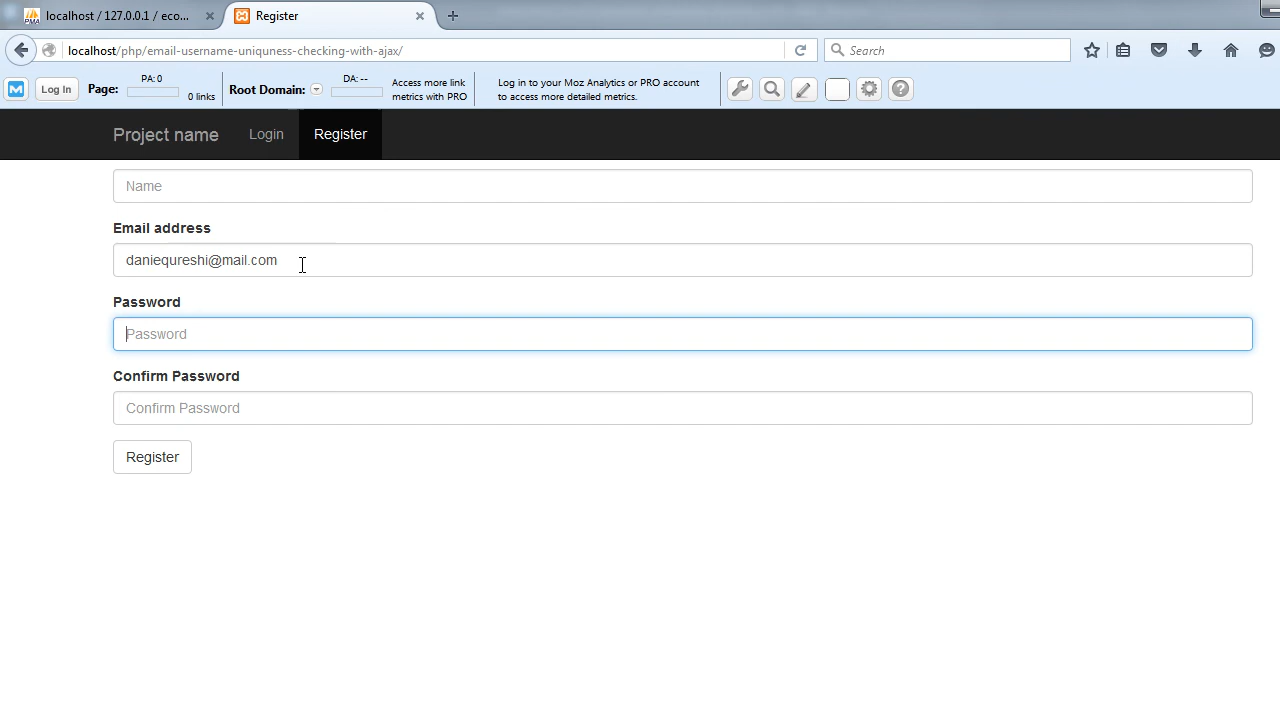 localhost / 127.0.0.1 / eco... × Register ×
localhost/php/email-username-uniquness-checking-with-ajax/ Search
Log In Page: PA: 0 0 links Root Domain: DA: -- Access more link metrics with PRO Log in to your Moz Analytics or PRO account to access more detailed metrics.
Project name Login Register
Name
Email address
daniequreshi@mail.com
Password
Password
Confirm Password
Confirm Password
Register